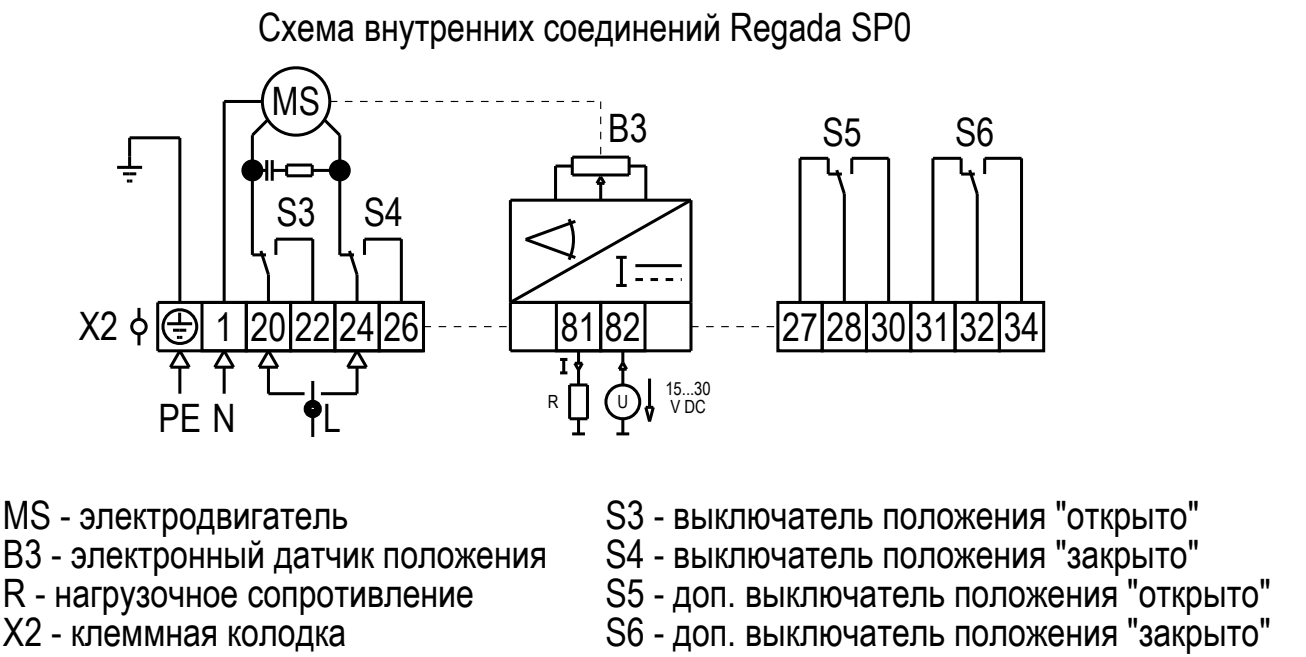 Схема внутренних соединений Regada SP0
MS
B3
S5
S6
S3
S4
I
X2
1
20
22
24
26
81
82
27
28
30
31
32
34
I
R
U
15...30
V DC
PE
N
L
MS - электродвигатель
B3 - электронный датчик положения
R - нагрузочное сопротивление
X2 - клеммная колодка
S3 - выключатель положения "открыто"
S4 - выключатель положения "закрыто"
S5 - доп. выключатель положения "открыто"
S6 - доп. выключатель положения "закрыто"